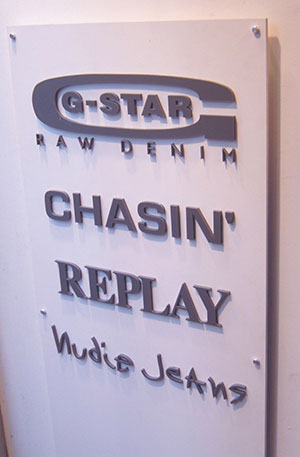 G-STAR
RAW DENIM
CHASIN'
REPLAY
Nudie Jeans